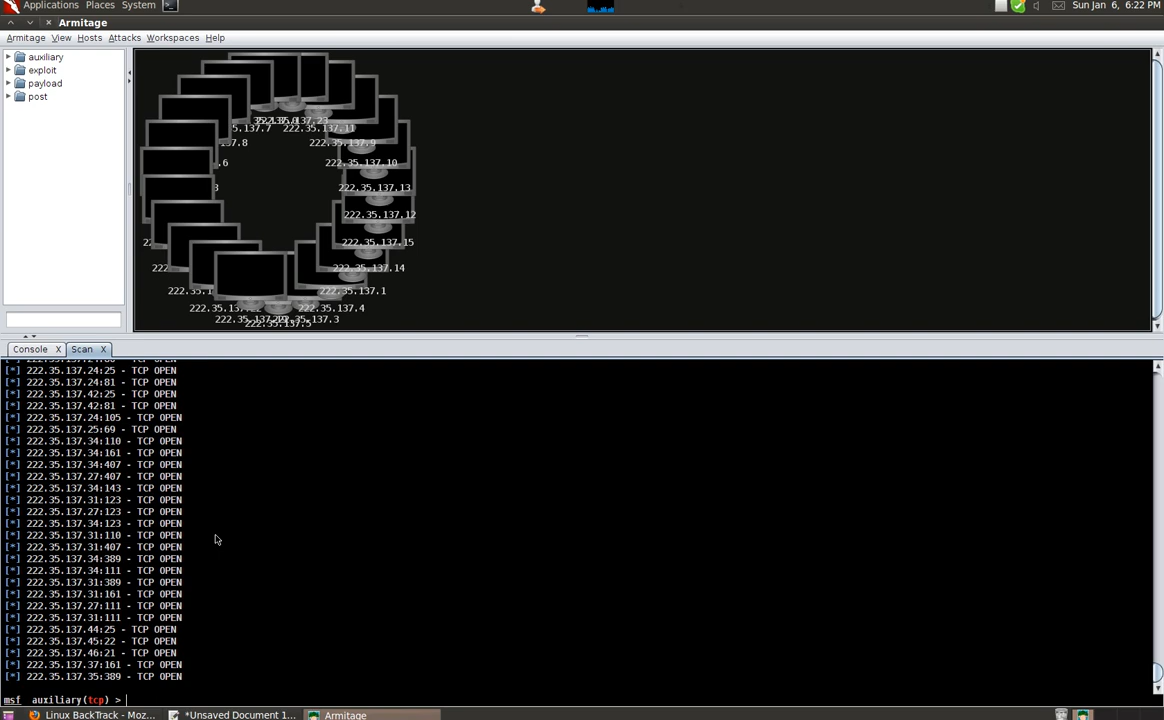 Applications Places System
Sun Jan 6, 6:22 PM
Armitage
Armitage View Hosts Attacks Workspaces Help
auxiliary
exploit
payload
post
222.35.137.11
5.137.7
222.35.137.9
.137.8
222.35.137.10
.6
222.35.137.13
222.35.137.12
222.35.137.15
222.35.137.14
222.35.137.1
222.35.137.4
Console X Scan X
[*] 222.35.137.24:25 - TCP OPEN
[*] 222.35.137.24:81 - TCP OPEN
[*] 222.35.137.42:25 - TCP OPEN
[*] 222.35.137.42:81 - TCP OPEN
[*] 222.35.137.24:105 - TCP OPEN
[*] 222.35.137.25:69 - TCP OPEN
[*] 222.35.137.34:110 - TCP OPEN
[*] 222.35.137.34:161 - TCP OPEN
[*] 222.35.137.34:407 - TCP OPEN
[*] 222.35.137.27:407 - TCP OPEN
[*] 222.35.137.34:143 - TCP OPEN
[*] 222.35.137.31:123 - TCP OPEN
[*] 222.35.137.27:123 - TCP OPEN
[*] 222.35.137.34:123 - TCP OPEN
[*] 222.35.137.31:110 - TCP OPEN
[*] 222.35.137.31:407 - TCP OPEN
[*] 222.35.137.34:389 - TCP OPEN
[*] 222.35.137.34:111 - TCP OPEN
[*] 222.35.137.31:389 - TCP OPEN
[*] 222.35.137.31:161 - TCP OPEN
[*] 222.35.137.27:111 - TCP OPEN
[*] 222.35.137.31:111 - TCP OPEN
[*] 222.35.137.44:25 - TCP OPEN
[*] 222.35.137.45:22 - TCP OPEN
[*] 222.35.137.46:21 - TCP OPEN
[*] 222.35.137.37:161 - TCP OPEN
[*] 222.35.137.35:389 - TCP OPEN
msf auxiliary(tcp) >
Linux BackTrack - Moz...
*Unsaved Document 1...
Armitage